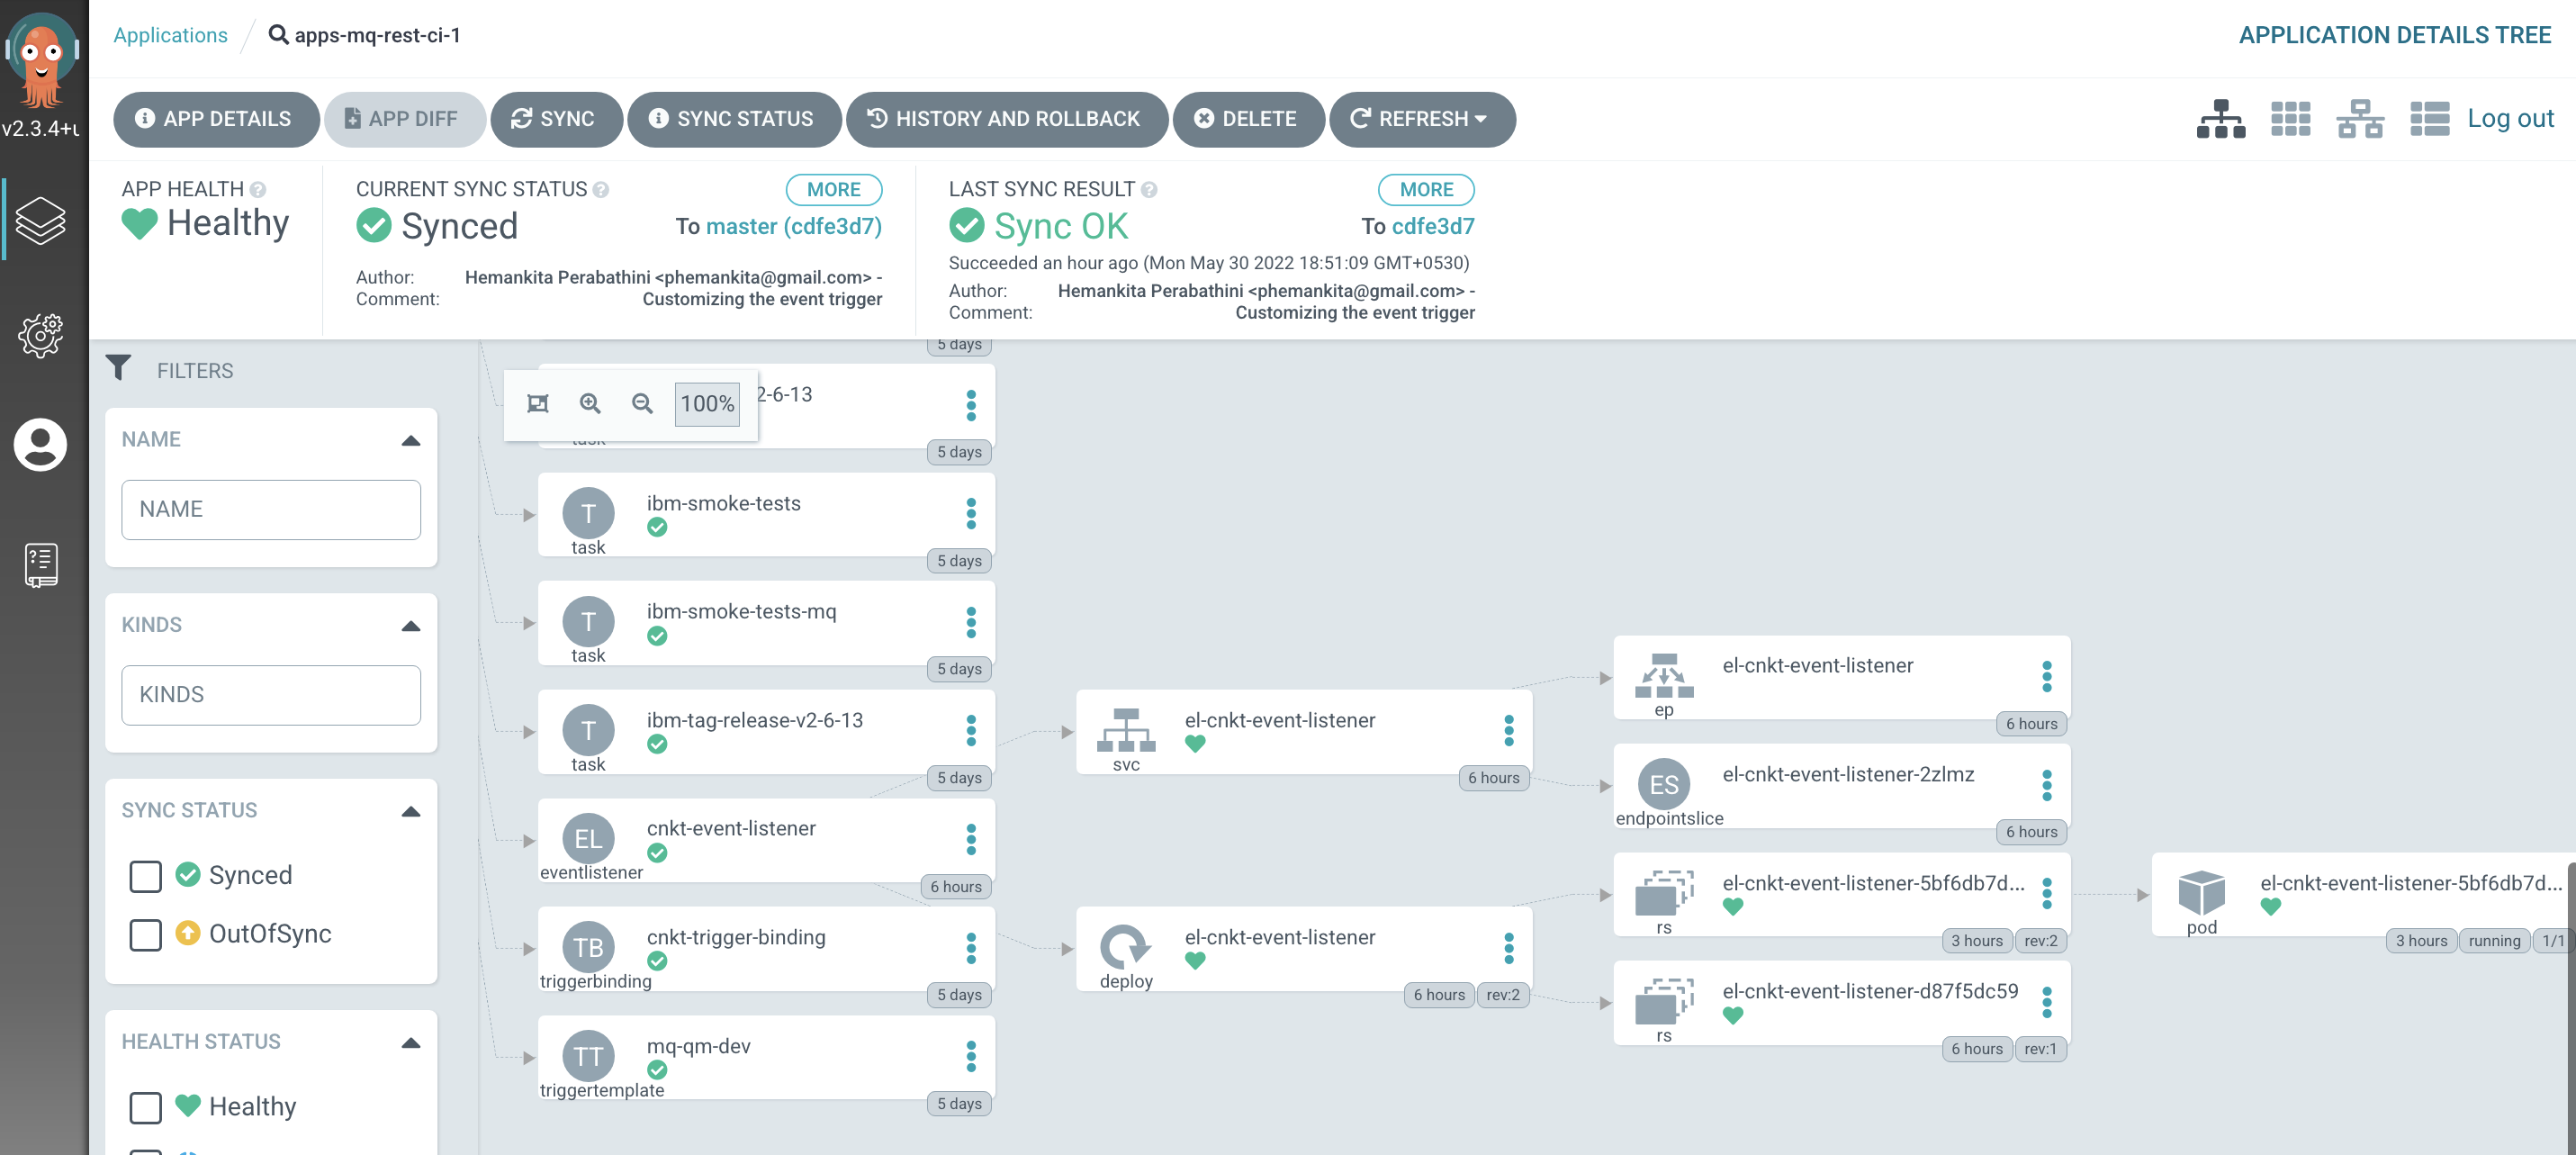 Applications / apps-mq-rest-ci-1
APPLICATION DETAILS TREE
v2.3.4+u
APP DETAILS
APP DIFF
SYNC
SYNC STATUS
HISTORY AND ROLLBACK
DELETE
REFRESH
Log out
APP HEALTH
Healthy
CURRENT SYNC STATUS
MORE
Synced
To master (cdfe3d7)
Author: Hemankita Perabathini <phemankita@gmail.com> -
Comment: Customizing the event trigger
LAST SYNC RESULT
MORE
Sync OK
To cdfe3d7
Succeeded an hour ago (Mon May 30 2022 18:51:09 GMT+0530)
Author: Hemankita Perabathini <phemankita@gmail.com> -
Comment: Customizing the event trigger
FILTERS
NAME
NAME
KINDS
KINDS
SYNC STATUS
Synced
OutOfSync
HEALTH STATUS
Healthy
5 days
100%
2-6-13
task
5 days
T
task
ibm-smoke-tests
5 days
T
task
ibm-smoke-tests-mq
5 days
T
task
ibm-tag-release-v2-6-13
5 days
EL
eventlistener
cnkt-event-listener
6 hours
TB
triggerbinding
cnkt-trigger-binding
5 days
TT
triggertemplate
mq-qm-dev
5 days
svc
el-cnkt-event-listener
6 hours
deploy
el-cnkt-event-listener
6 hours
rev:2
ep
el-cnkt-event-listener
6 hours
ES
endpointslice
el-cnkt-event-listener-2zlmz
6 hours
rs
el-cnkt-event-listener-5bf6db7d...
3 hours
rev:2
rs
el-cnkt-event-listener-d87f5dc59
6 hours
rev:1
pod
el-cnkt-event-listener-5bf6db7d...
3 hours
running
1/1